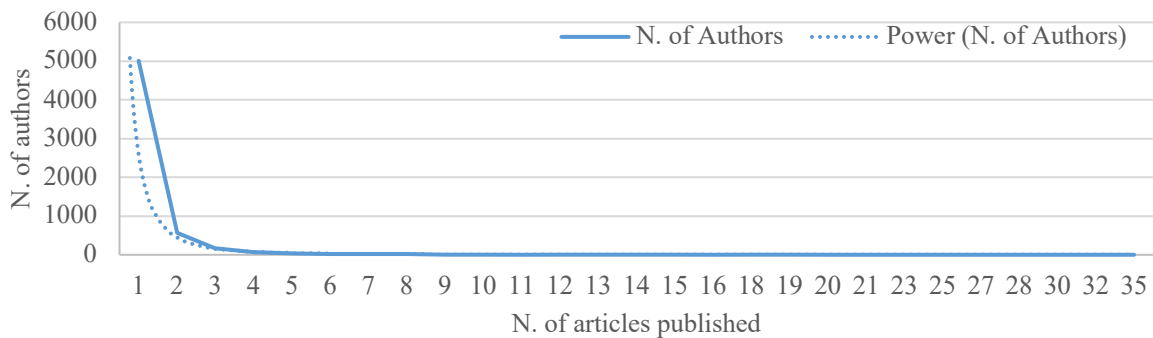 6000
N. of Authors
Power (N. of Authors)
5000
4000
3000
2000
1000
0
N. of authors
1 2 3 4 5 6 7 8 9 10 11 12 13 14 15 16 17 18 19 20 21 23 25 27 28 30 32 35
N. of articles published